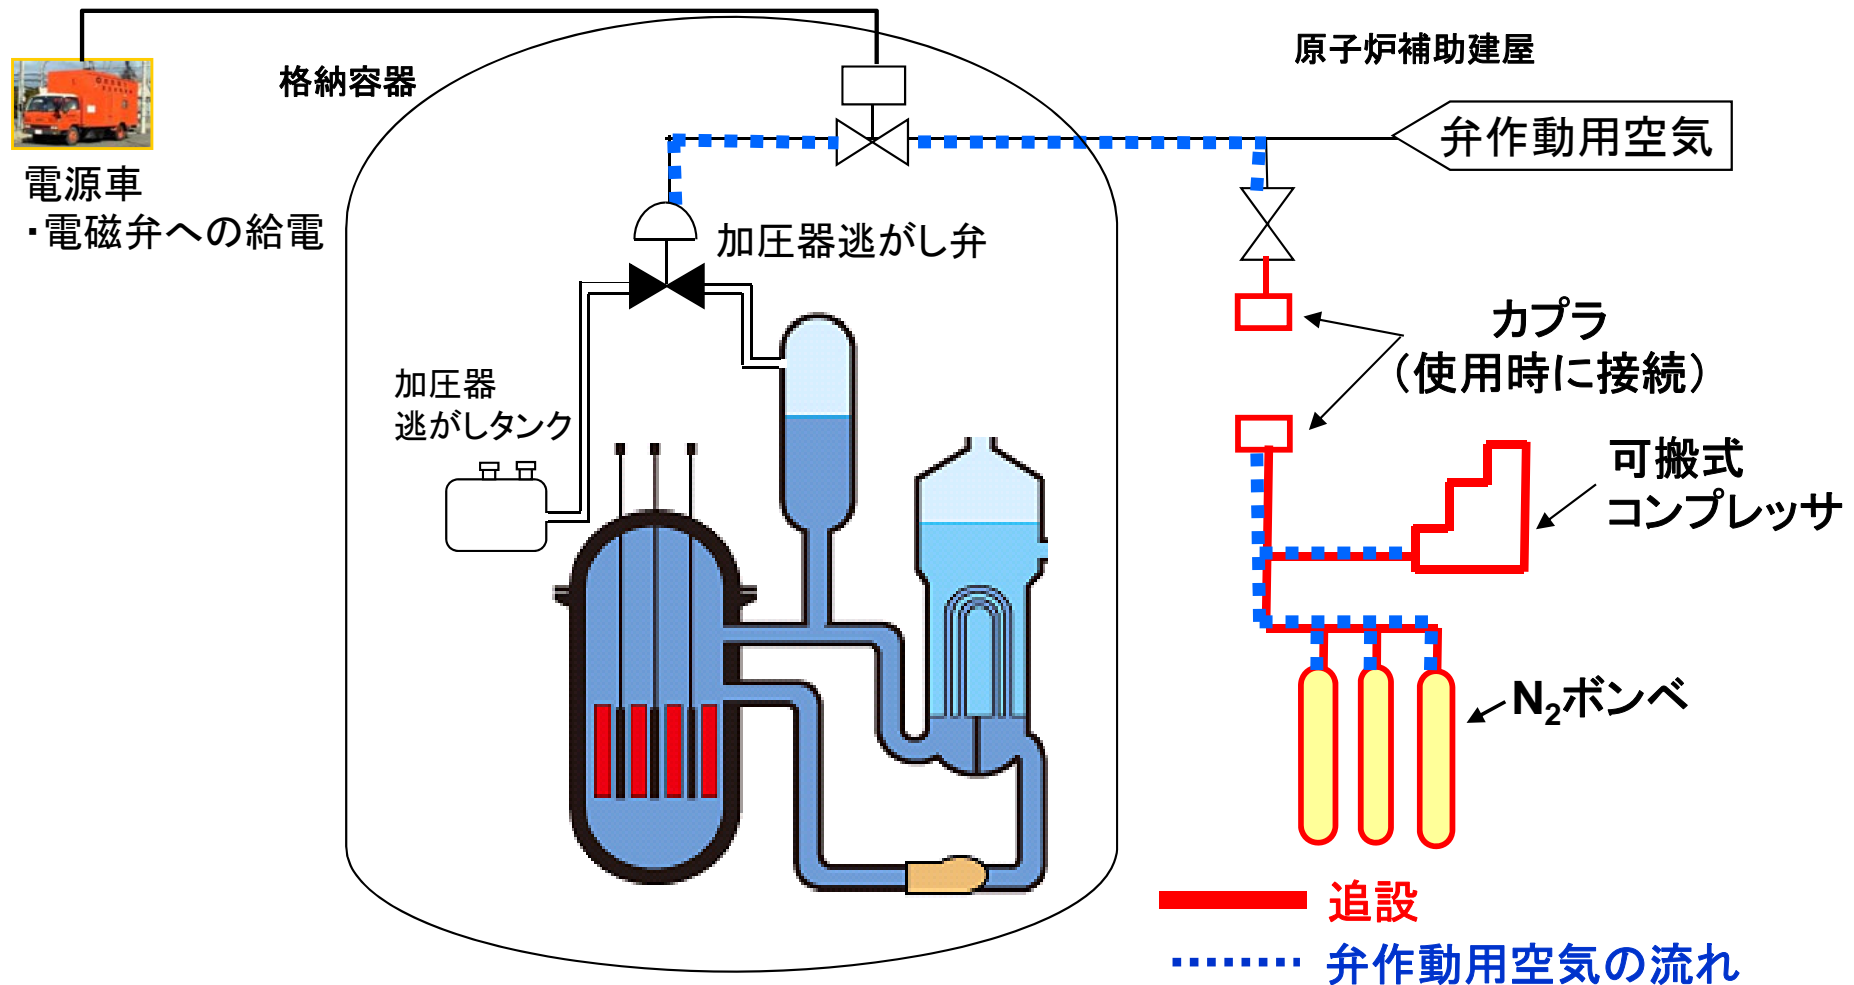 原子炉補助建屋
格納容器
弁作動用空気
電源車
・電磁弁への給電
加圧器逃がし弁
カプラ
（使用時に接続）
加圧器
逃がしタンク
可搬式
コンプレッサ
N₂ボンベ
追設
弁作動用空気の流れ